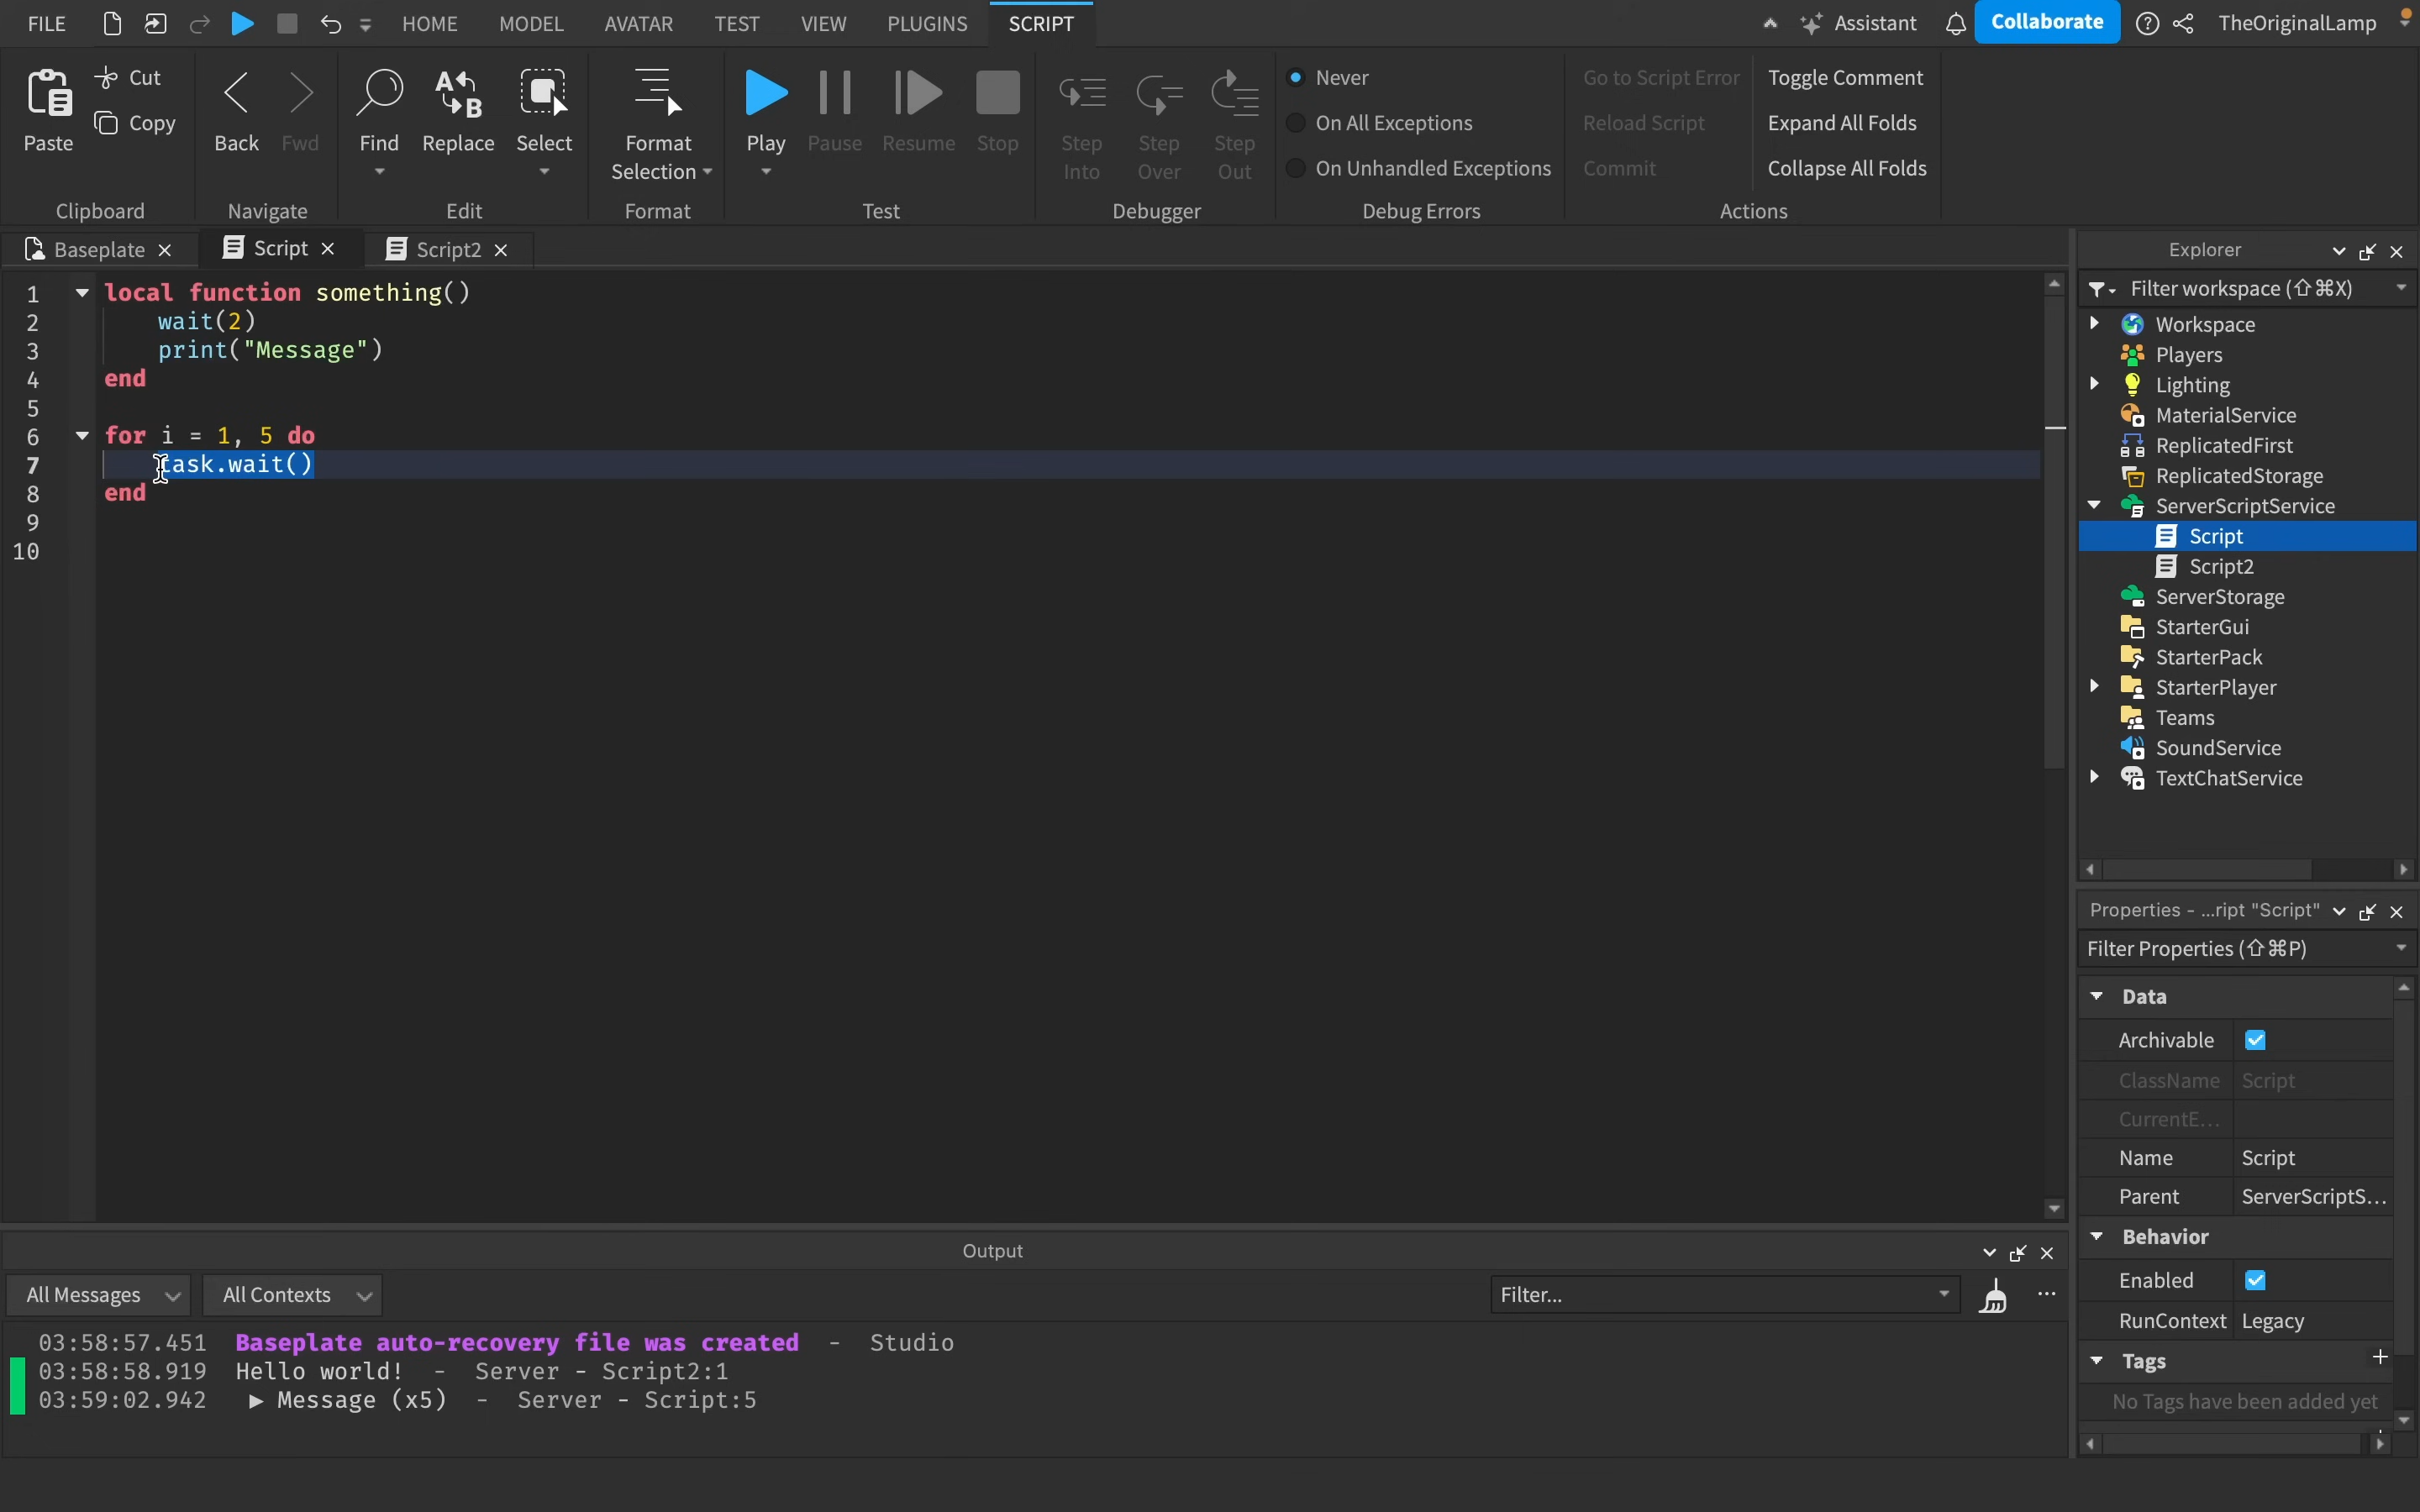 FILE HOME MODEL AVATAR TEST VIEW PLUGINS SCRIPT Assistant Collaborate TheOriginalLamp
Paste Cut Copy
Clipboard
Back Fwd
Navigate
Find Replace Select
Edit
Format Selection
Format
Play Pause Resume Stop
Test
Step Into Step Over Step Out
Debugger
Never
On All Exceptions
On Unhandled Exceptions
Debug Errors
Go to Script Error Toggle Comment
Reload Script Expand All Folds
Commit Collapse All Folds
Actions
Baseplate Script Script2
1 local function something()
2 wait(2)
3 print("Message")
4 end
5
6 for i = 1, 5 do
7 task.wait()
8 end
9
10
Explorer
Filter workspace (⇧⌘X)
Workspace
Players
Lighting
MaterialService
ReplicatedFirst
ReplicatedStorage
ServerScriptService
Script
Script2
ServerStorage
StarterGui
StarterPack
StarterPlayer
Teams
SoundService
TextChatService
Properties - ...ript "Script"
Filter Properties (⇧⌘P)
Data
Archivable
ClassName Script
CurrentE...
Name Script
Parent ServerScriptS...
Behavior
Enabled
RunContext Legacy
Tags +
No Tags have been added yet
Output
All Messages All Contexts Filter... ...
03:58:57.451 Baseplate auto-recovery file was created - Studio
03:58:58.919 Hello world! - Server - Script2:1
03:59:02.942 ▶ Message (x5) - Server - Script:5